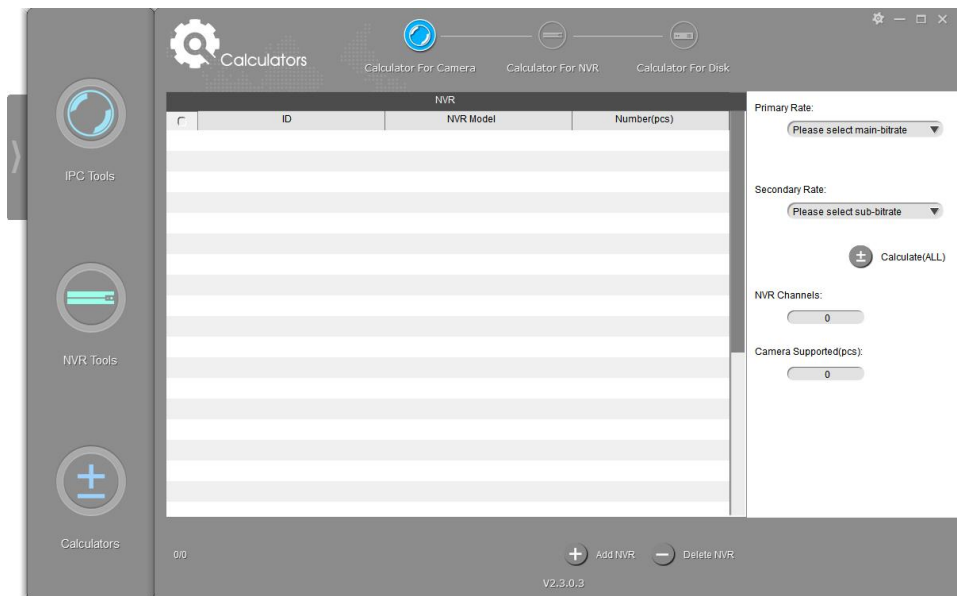 Calculators
Calculator For Camera
Calculator For NVR
Calculator For Disk
IPC Tools
NVR Tools
Calculators
NVR
ID NVR Model Number(pcs)
Primary Rate:
Please select main-bitrate
Secondary Rate:
Please select sub-bitrate
Calculate(ALL)
NVR Channels:
0
Camera Supported(pcs):
0
0/0
Add NVR
Delete NVR
V2.3.0.3